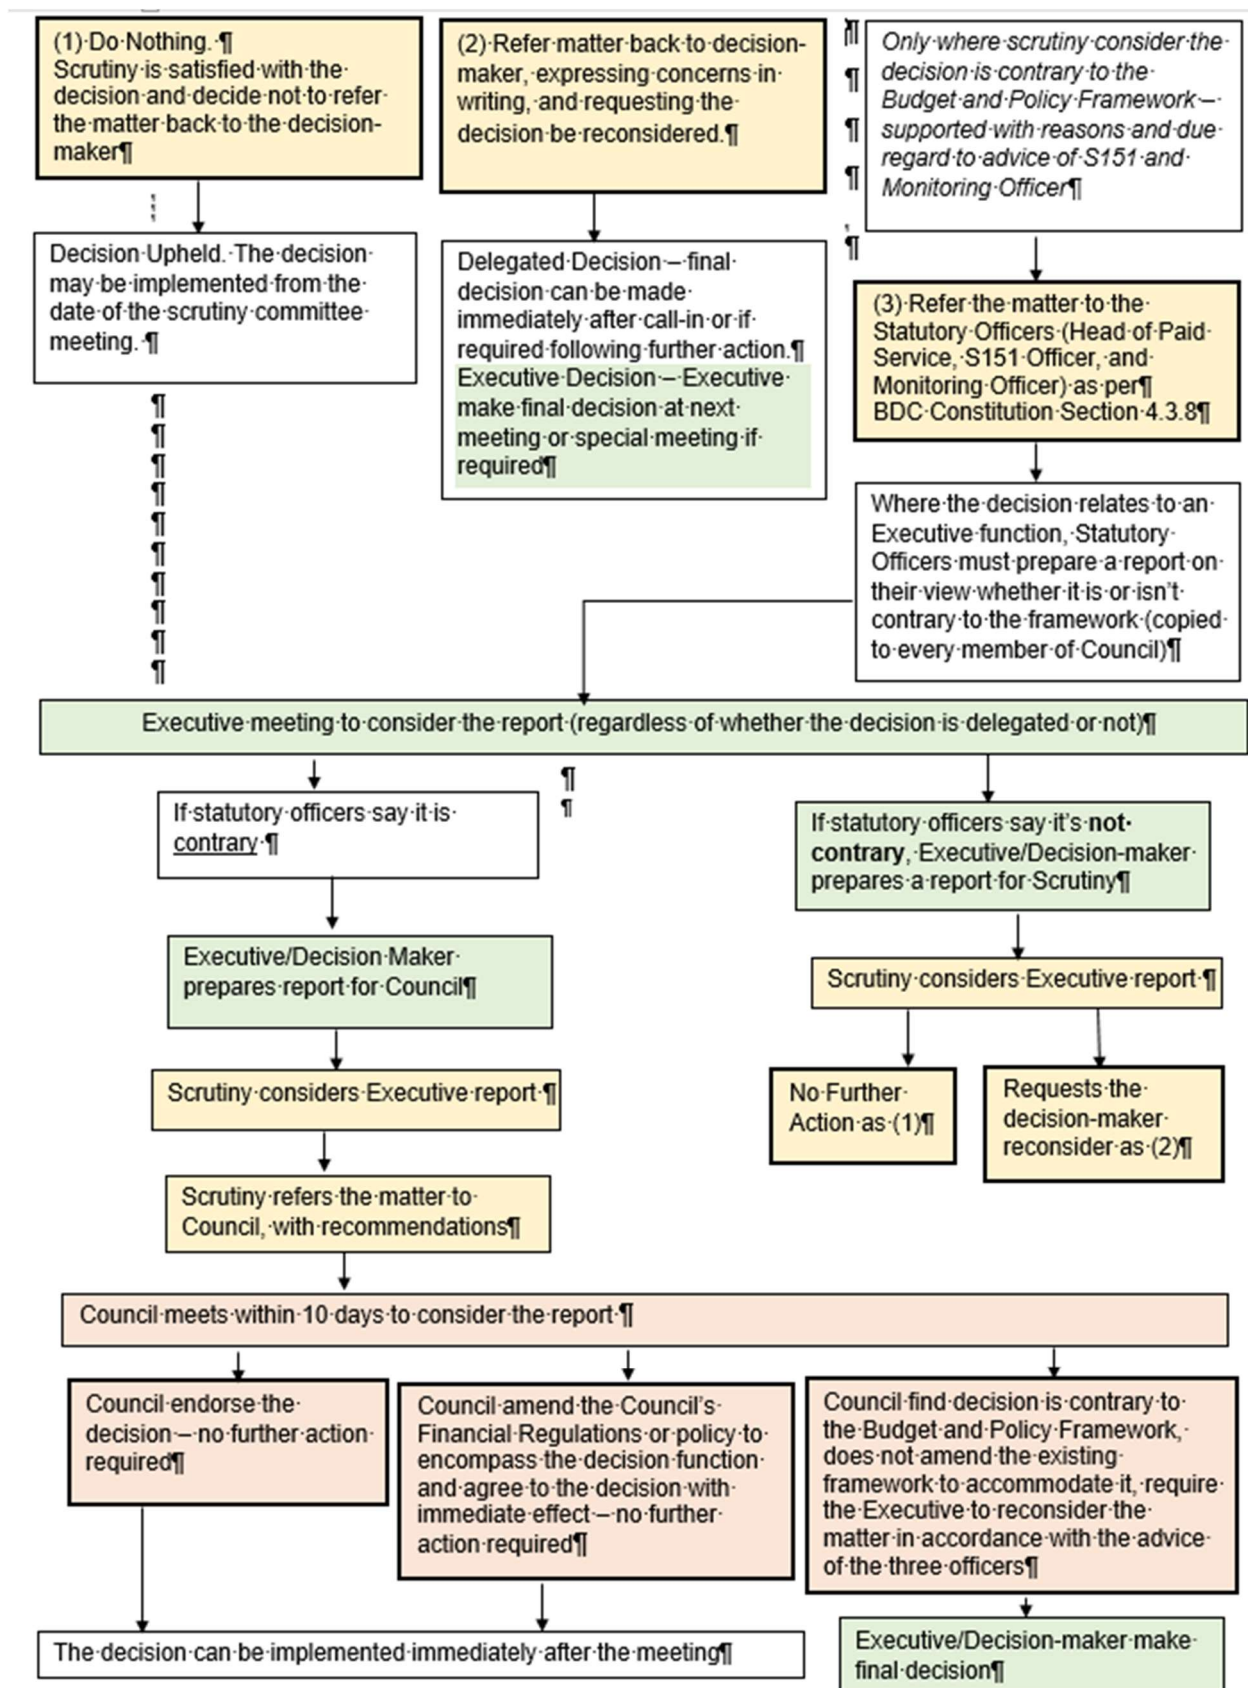 (1) Do Nothing. ¶
Scrutiny is satisfied with the
decision and decide not to refer
the matter back to the decision-
maker¶
(2) Refer matter back to decision-
maker, expressing concerns in
writing, and requesting the
decision be reconsidered.¶
¶
¶
¶
¶
¶
Only where scrutiny consider the
decision is contrary to the
Budget and Policy Framework –
supported with reasons and due
regard to advice of S151 and
Monitoring Officer¶
Decision Upheld. The decision
may be implemented from the
date of the scrutiny committee
meeting. ¶
Delegated Decision – final
decision can be made
immediately after call-in or if
required following further action.¶
Executive Decision – Executive
make final decision at next
meeting or special meeting if
required¶
(3) Refer the matter to the
Statutory Officers (Head of Paid
Service, S151 Officer, and
Monitoring Officer) as per¶
BDC Constitution Section 4.3.8¶
¶
¶
¶
¶
¶
¶
¶
¶
¶
¶
Where the decision relates to an
Executive function, Statutory
Officers must prepare a report on
their view whether it is or isn't
contrary to the framework (copied
to every member of Council)¶
Executive meeting to consider the report (regardless of whether the decision is delegated or not)¶
¶
¶
If statutory officers say it is
contrary ¶
Executive/Decision Maker
prepares report for Council¶
Scrutiny considers Executive report ¶
Scrutiny refers the matter to
Council, with recommendations¶
If statutory officers say it's not
contrary, Executive/Decision-maker
prepares a report for Scrutiny¶
Scrutiny considers Executive report ¶
No Further
Action as (1)¶
Requests the
decision-maker
reconsider as (2)¶
Council meets within 10 days to consider the report ¶
Council endorse the
decision – no further action
required¶
Council amend the Council's
Financial Regulations or policy to
encompass the decision function
and agree to the decision with
immediate effect – no further
action required¶
Council find decision is contrary to
the Budget and Policy Framework,
does not amend the existing
framework to accommodate it, require
the Executive to reconsider the
matter in accordance with the advice
of the three officers¶
The decision can be implemented immediately after the meeting¶
Executive/Decision-maker make
final decision¶